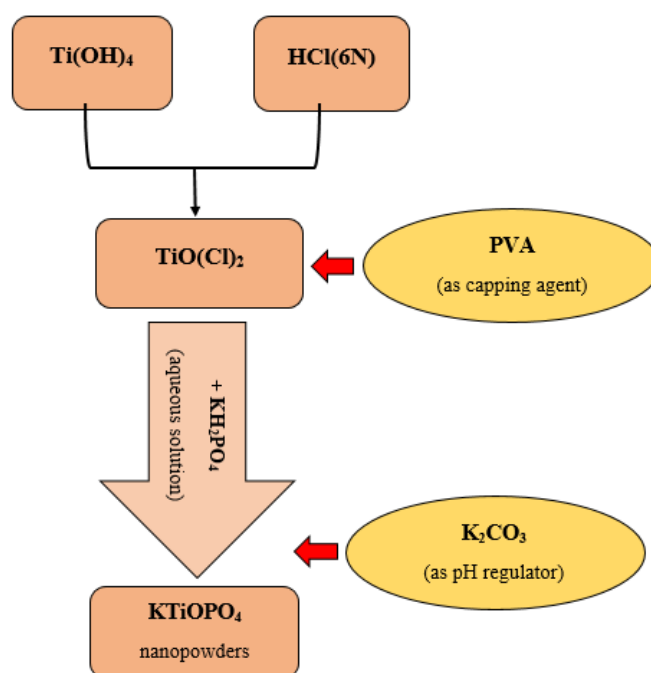 Ti(OH)₄
HCl(6N)
TiO(Cl)₂
PVA
(as capping agent)
+ KH₂PO₄
(aqueous solution)
K₂CO₃
(as pH regulator)
KTiOPO₄
nanopowders